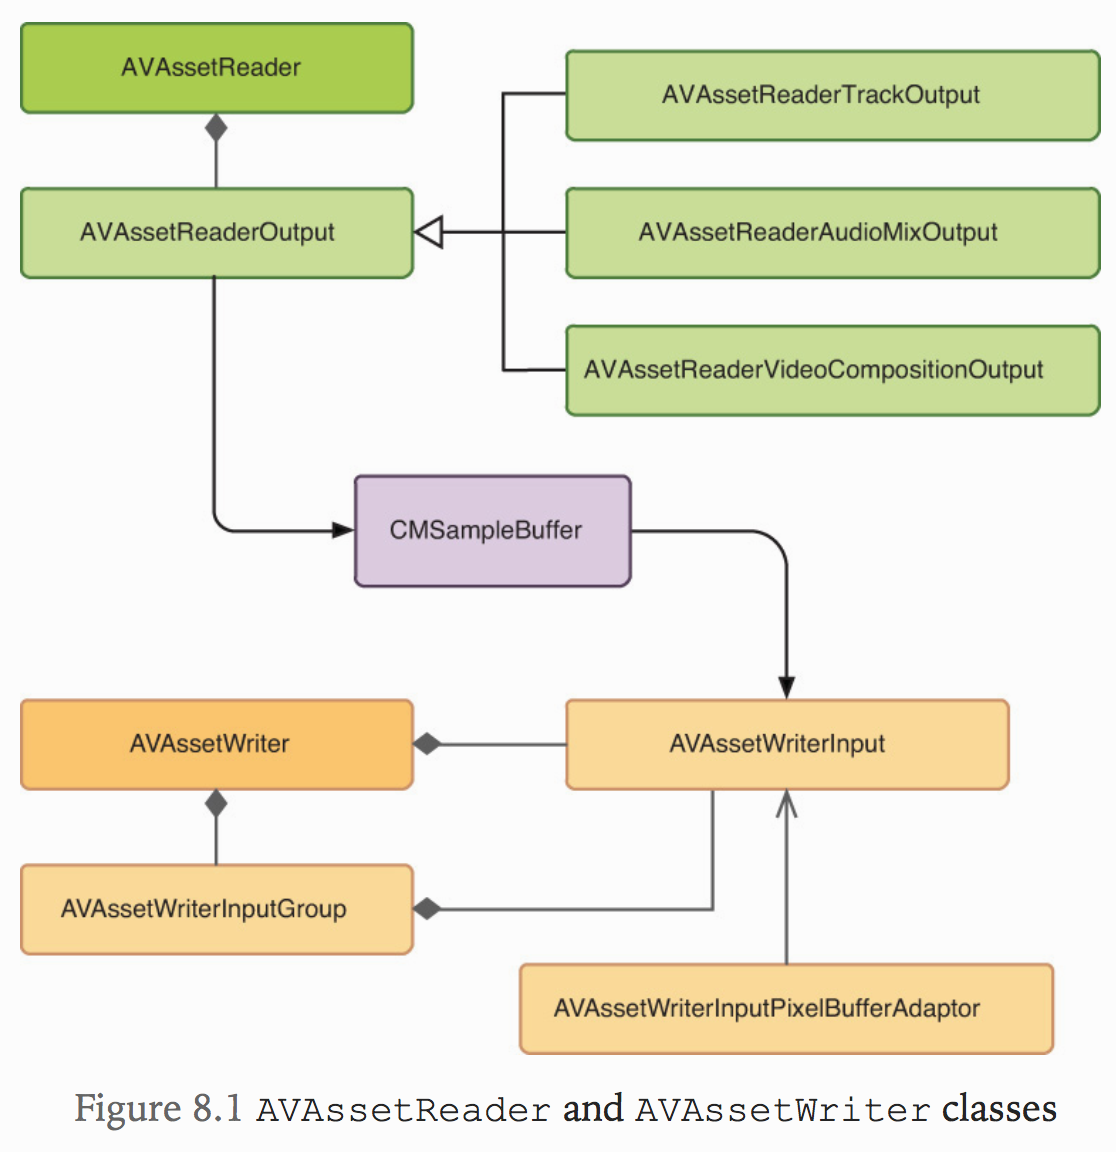 AVAssetReader
AVAssetReaderTrackOutput
AVAssetReaderOutput
AVAssetReaderAudioMixOutput
AVAssetReaderVideoCompositionOutput
CMSampleBuffer
AVAssetWriter
AVAssetWriterInput
AVAssetWriterInputGroup
AVAssetWriterInputPixelBufferAdaptor
Figure 8.1 AVAssetReader and AVAssetWriter classes